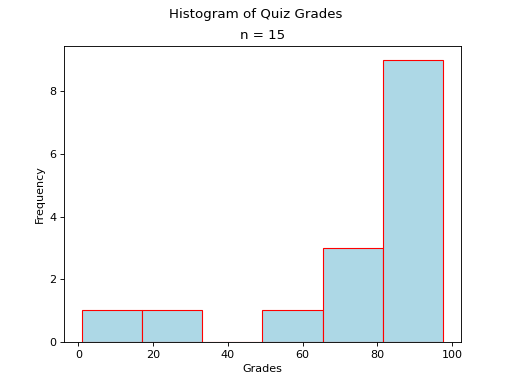 Histogram of Quiz Grades
n = 15
8
6
4
2
0
Frequency
0 20 40 60 80 100
Grades